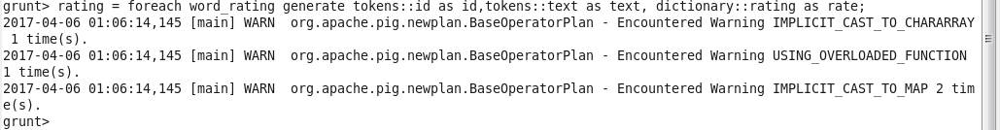 grunt> rating = foreach word_rating generate tokens::id as id,tokens::text as text, dictionary::rating as rate;
2017-04-06 01:06:14,145 [main] WARN  org.apache.pig.newplan.BaseOperatorPlan - Encountered Warning IMPLICIT_CAST_TO_CHARARRAY
 1 time(s).
2017-04-06 01:06:14,145 [main] WARN  org.apache.pig.newplan.BaseOperatorPlan - Encountered Warning USING_OVERLOADED_FUNCTION
1 time(s).
2017-04-06 01:06:14,145 [main] WARN  org.apache.pig.newplan.BaseOperatorPlan - Encountered Warning IMPLICIT_CAST_TO_MAP 2 tim
e(s).
grunt>